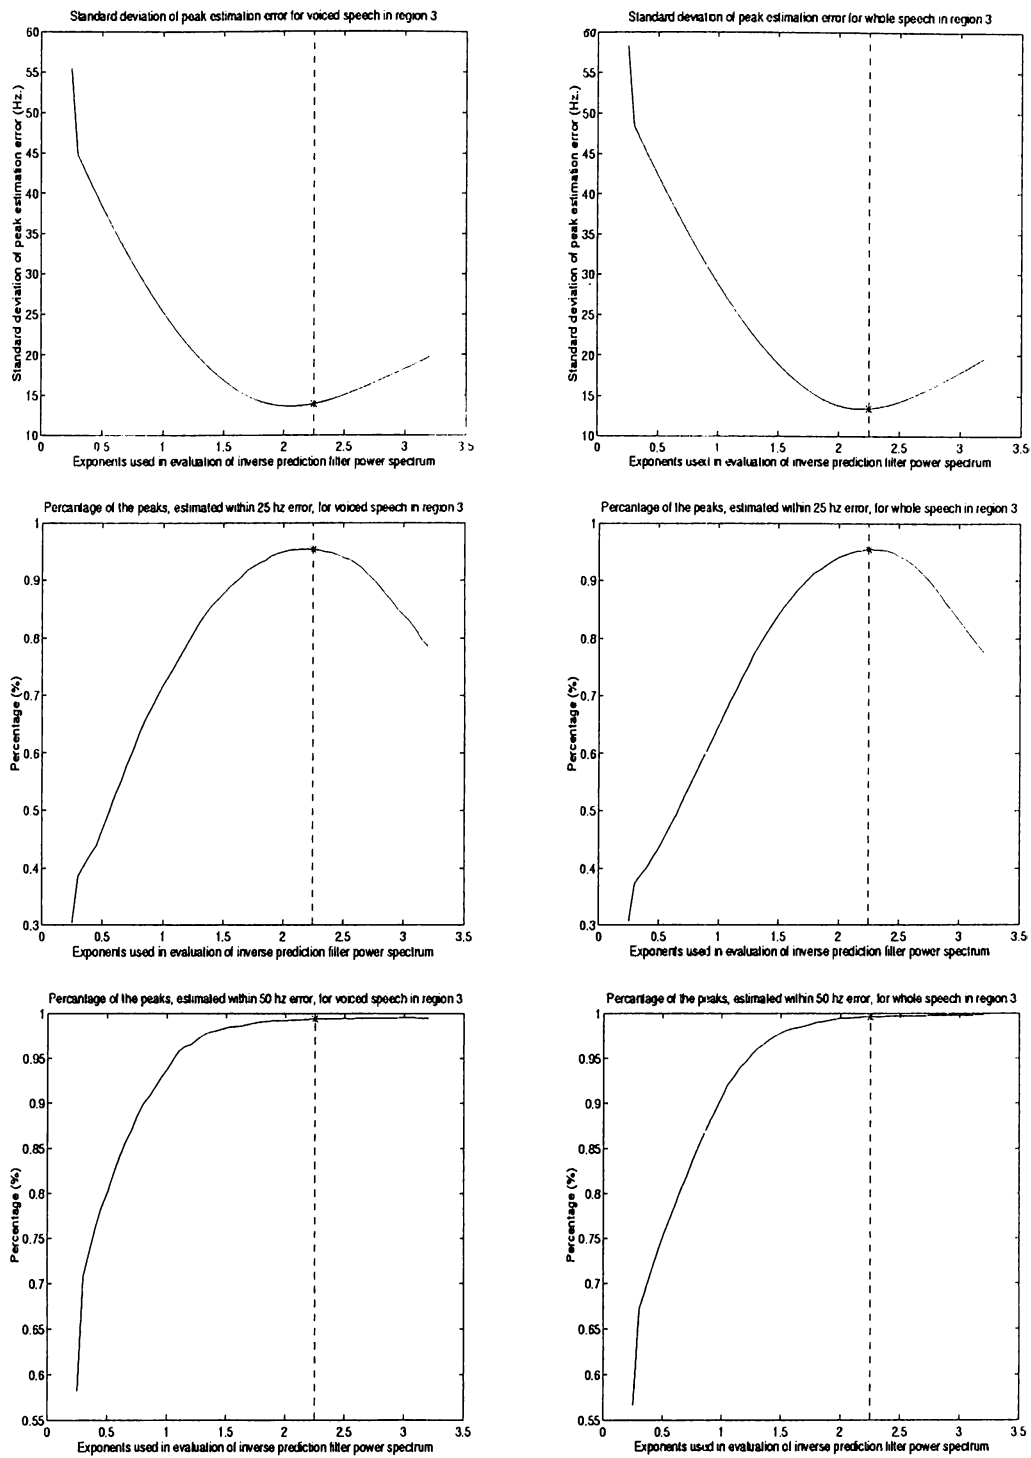 Standard deviation of peak estimation error for voiced speech in region 3
Standard deviation of peak estimation error (Hz.)
60
55
50
45
40
35
30
25
20
15
10
0 0.5 1 1.5 2 2.5 3 3.5
Exponents used in evaluation of inverse prediction filter power spectrum
Standard deviation of peak estimation error for whole speech in region 3
Standard deviation of peak estimation error (Hz.)
60
55
50
45
40
35
30
25
20
15
10
0 0.5 1 1.5 2 2.5 3 3.5
Exponents used in evaluation of inverse prediction filter power spectrum
Percentage of the peaks, estimated within 25 hz error, for voiced speech in region 3
Percentage (%)
1
0.9
0.8
0.7
0.6
0.5
0.4
0.3
0 0.5 1 1.5 2 2.5 3 3.5
Exponents used in evaluation of inverse prediction filter power spectrum
Percentage of the peaks, estimated within 25 hz error, for whole speech in region 3
Percentage (%)
1
0.9
0.8
0.7
0.6
0.5
0.4
0.3
0 0.5 1 1.5 2 2.5 3 3.5
Exponents used in evaluation of inverse prediction filter power spectrum
Percentage of the peaks, estimated within 50 hz error, for voiced speech in region 3
Percentage (%)
1
0.95
0.9
0.85
0.8
0.75
0.7
0.65
0.6
0.55
0 0.5 1 1.5 2 2.5 3 3.5
Exponents used in evaluation of inverse prediction filter power spectrum
Percentage of the peaks, estimated within 50 hz error, for whole speech in region 3
Percentage (%)
1
0.95
0.9
0.85
0.8
0.75
0.7
0.65
0.6
0.55
0 0.5 1 1.5 2 2.5 3 3.5
Exponents used in evaluation of inverse prediction filter power spectrum